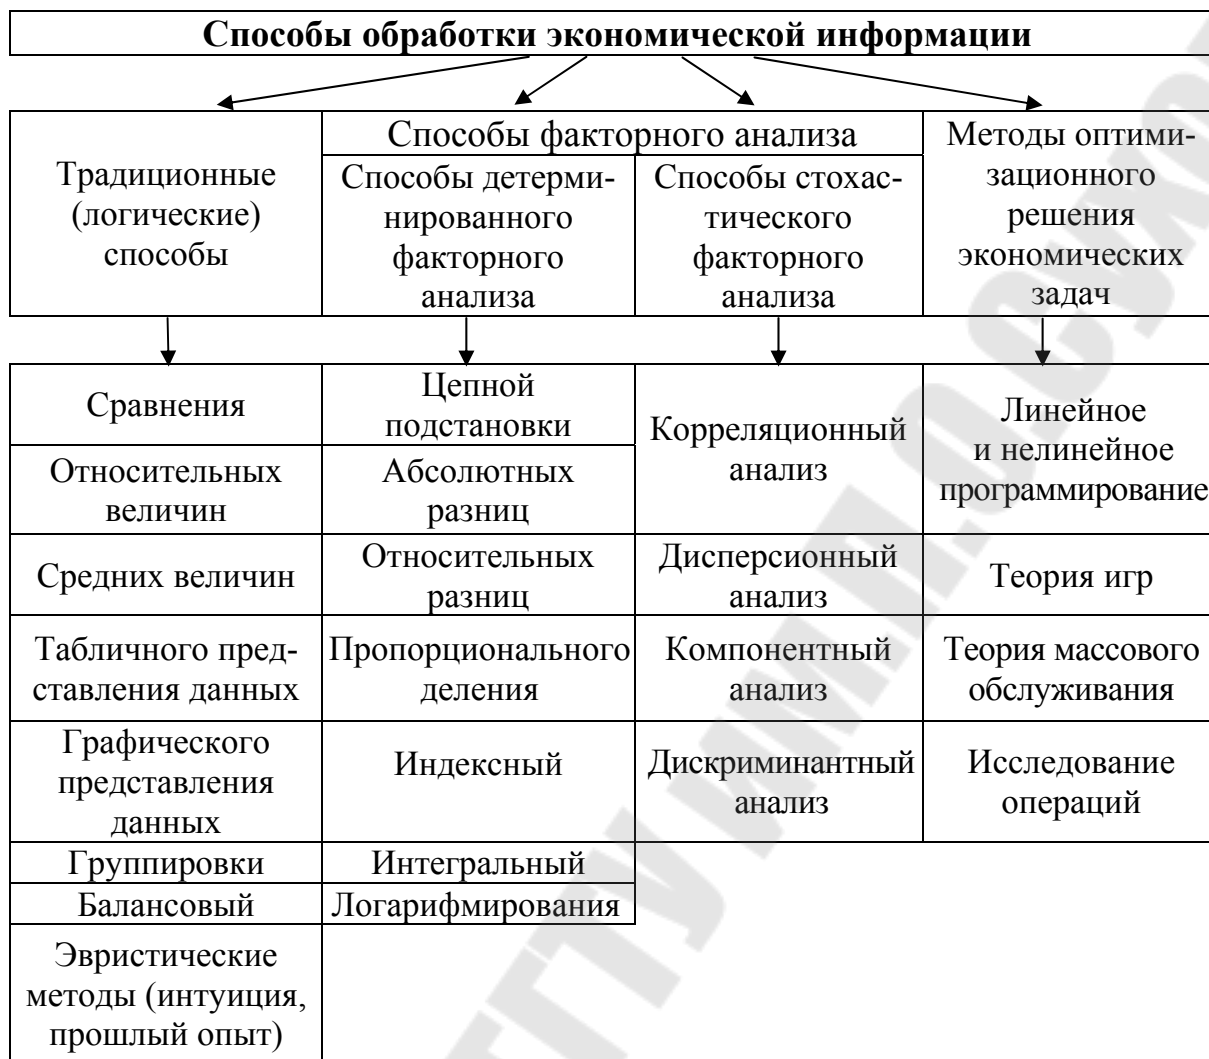 Способы обработки экономической информации
Традиционные
(логические)
способы
Способы факторного анализа
Способы детерми-
нированного
факторного
анализа
Способы стохас-
тического
факторного
анализа
Методы оптими-
зационного
решения
экономических
задач
Сравнения
Относительных
величин
Средних величин
Табличного пред-
ставления данных
Графического
представления
данных
Группировки
Балансовый
Эвристические
методы (интуиция,
прошлый опыт)
Цепной
подстановки
Абсолютных
разниц
Относительных
разниц
Пропорционального
деления
Индексный
Интегральный
Логарифмирования
Корреляционный
анализ
Дисперсионный
анализ
Компонентный
анализ
Дискриминантный
анализ
Линейное
и нелинейное
программирование
Теория игр
Теория массового
обслуживания
Исследование
операций